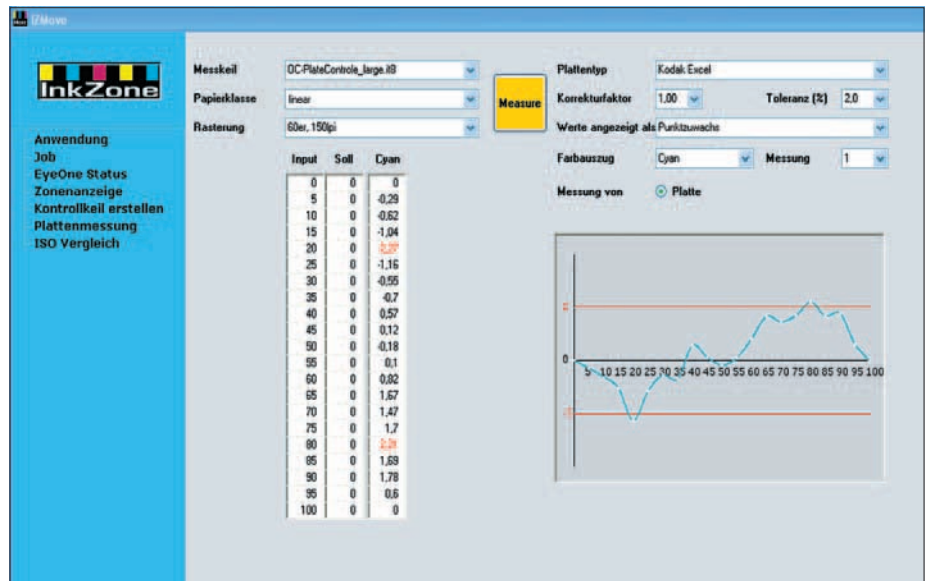 IZMove
InkZone
Anwendung
Job
EyeOne Status
Zonenanzeige
Kontrollkeil erstellen
Plattenmessung
ISO Vergleich
Messkeil OC-PlateControle_large.it8
Papierklasse linear
Rasterung 60er, 150lpi
Measure
Plattentyp Kodak Excel
Korrekturfaktor 1,00 Toleranz (%) 2,0
Werte angezeigt als Punktzuwachs
Farbauszug Cyan Messung 1
Messung von Platte
Input Soll Cyan
0 0 0
5 0 -0,29
10 0 -0,62
15 0 -1,04
20 0
25 0 -1,16
30 0 -0,55
35 0 -0,7
40 0 0,57
45 0 0,12
50 0 -0,18
55 0 0,1
60 0 0,02
65 0 1,67
70 0 1,47
75 0 1,7
80 0
85 0 1,69
90 0 1,78
95 0 0,6
100 0 0
0
5 10 15 20 25 30 35 40 45 50 55 60 65 70 75 80 85 90 95 100